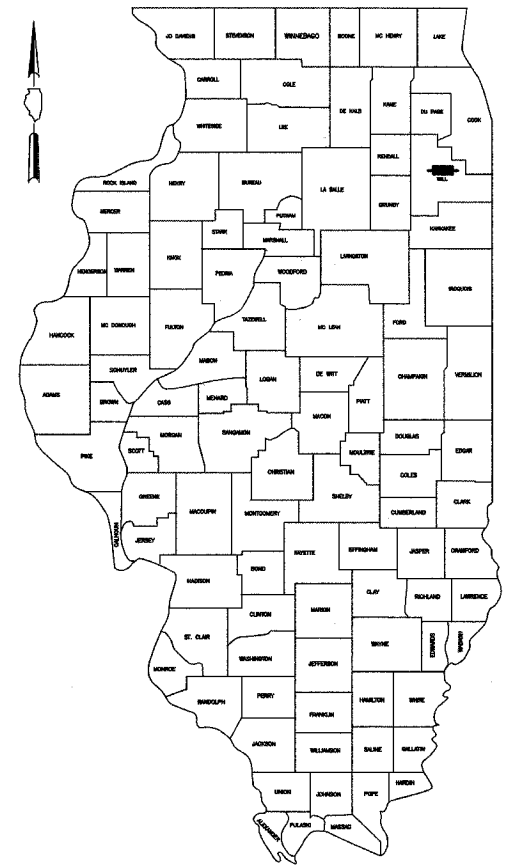 JO DAVIESS
STEPHENSON
WINNEBAGO
BOONE
MC HENRY
LAKE
CARROLL
OGLE
DE KALB
KANE
DU PAGE
COOK
WHITESIDE
LEE
KENDALL
WILL
ROCK ISLAND
HENRY
BUREAU
LA SALLE
GRUNDY
MERCER
PUTNAM
STARK
MARSHALL
KANKAKEE
HENDERSON
WARREN
KNOX
PEORIA
WOODFORD
LIVINGSTON
IROQUOIS
HANCOCK
MC DONOUGH
FULTON
TAZEWELL
MC LEAN
FORD
MASON
SCHUYLER
LOGAN
DE WITT
CHAMPAIGN
VERMILION
ADAMS
BROWN
CASS
MENARD
PIATT
MACON
PIKE
SCOTT
MORGAN
SANGAMON
MOULTRIE
DOUGLAS
EDGAR
CHRISTIAN
COLES
CALHOUN
GREENE
MACOUPIN
MONTGOMERY
SHELBY
CUMBERLAND
CLARK
JERSEY
FAYETTE
EFFINGHAM
JASPER
CRAWFORD
MADISON
BOND
CLAY
RICHLAND
LAWRENCE
CLINTON
MARION
ST. CLAIR
WAYNE
EDWARDS
WABASH
MONROE
WASHINGTON
JEFFERSON
RANDOLPH
PERRY
HAMILTON
WHITE
FRANKLIN
JACKSON
WILLIAMSON
SALINE
GALLATIN
UNION
JOHNSON
POPE
HARDIN
ALEXANDER
PULASKI
MASSAC